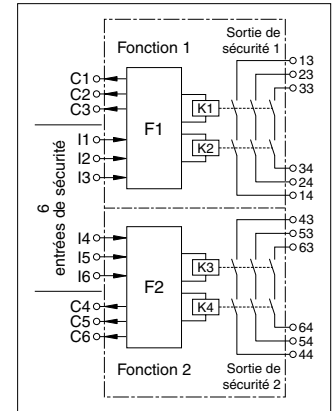 Fonction 1
Sortie de
sécurité 1
C1
C2
C3
13
23
33
K1
F1
I1
I2
I3
K2
34
24
14
6
entrées de sécurité
43
53
63
I4
I5
I6
K3
F2
C4
C5
C6
K4
64
54
44
Fonction 2
Sortie de
sécurité 2